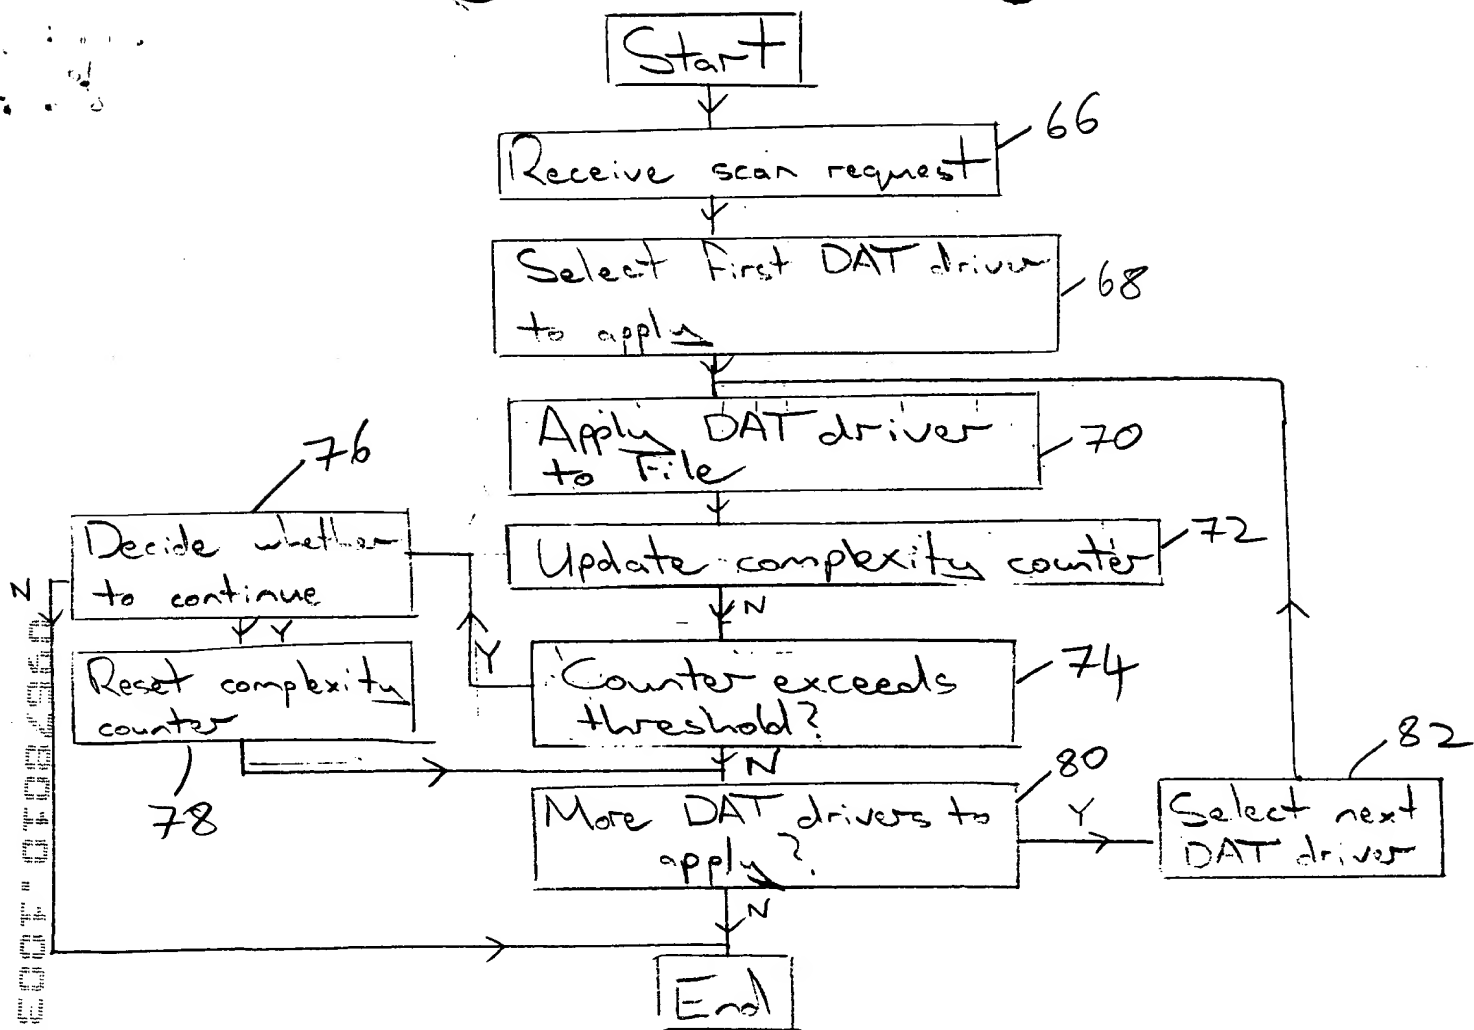 Start
66
Receive scan request
Select first DAT driver
to apply
68
Apply DAT driver
to File
70
76
Decide whether
to continue
N
Y
Update complexity counter
72
N
Reset complexity
counter
78
Y
Counter exceeds
threshold?
74
N
More DAT drivers to
apply?
80
Y
82
Select next
DAT driver
N
End